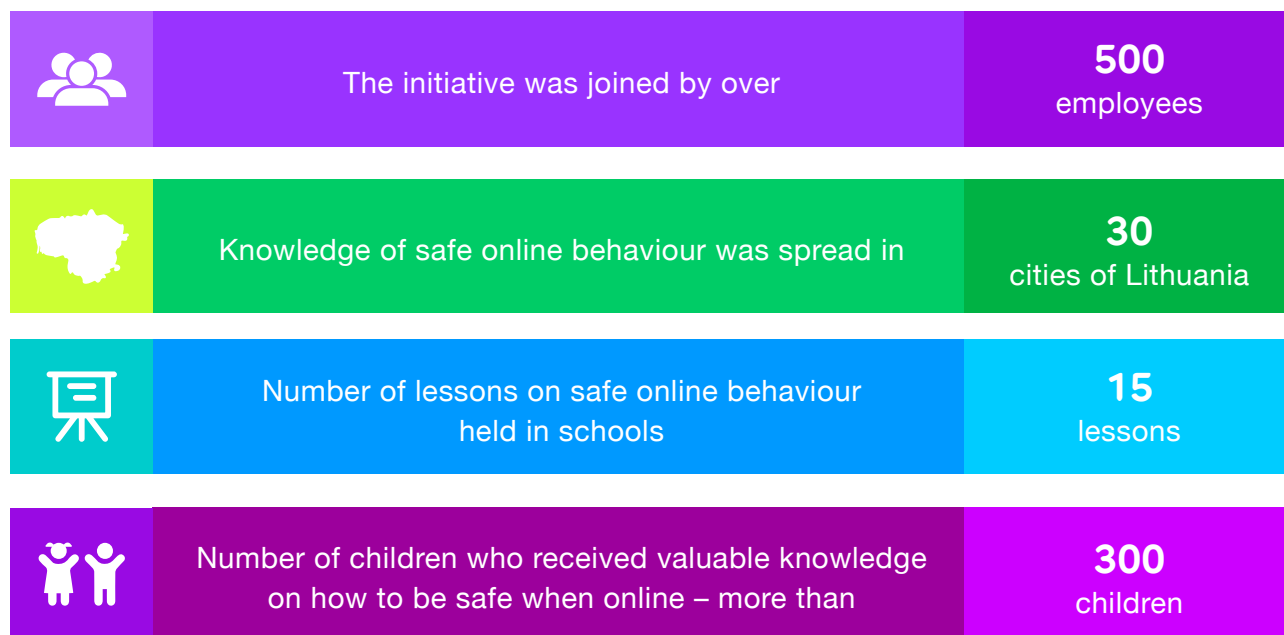 The initiative was joined by over
500
employees
Knowledge of safe online behaviour was spread in
30
cities of Lithuania
Number of lessons on safe online behaviour
held in schools
15
lessons
Number of children who received valuable knowledge
on how to be safe when online – more than
300
children